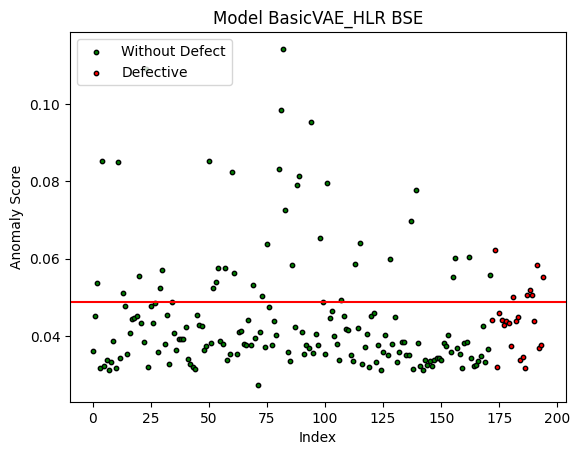 Model BasicVAE_HLR BSE
Without Defect
Defective
0.10
0.08
0.06
0.04
Anomaly Score
0
25
50
75
100
125
150
175
200
Index